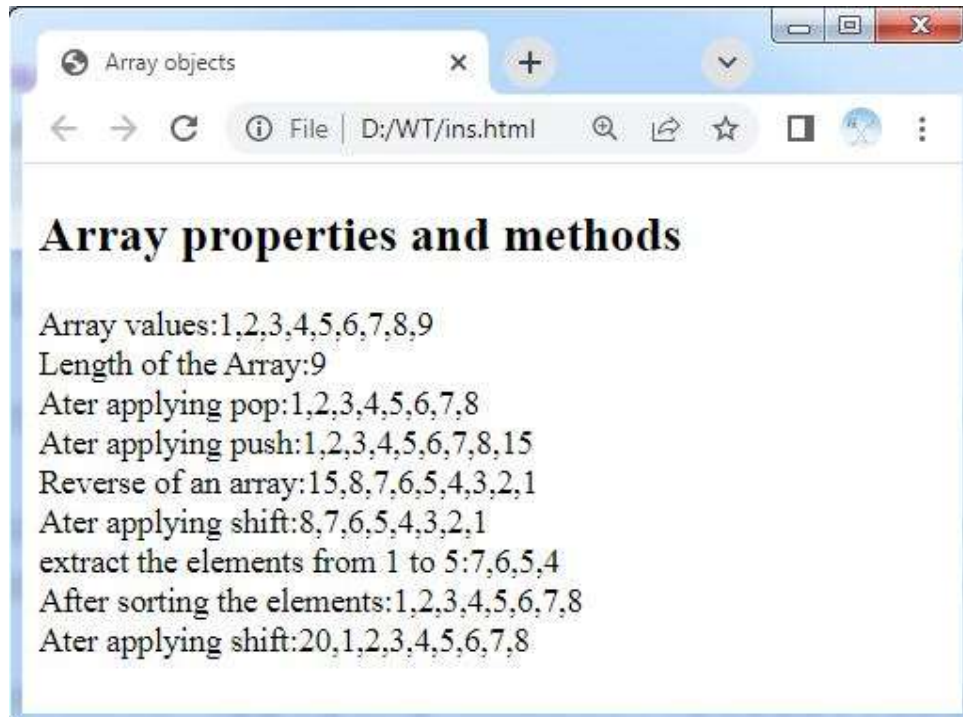 Array objects
File | D:/WT/ins.html
Array properties and methods
Array values:1,2,3,4,5,6,7,8,9
Length of the Array:9
Ater applying pop:1,2,3,4,5,6,7,8
Ater applying push:1,2,3,4,5,6,7,8,15
Reverse of an array:15,8,7,6,5,4,3,2,1
Ater applying shift:8,7,6,5,4,3,2,1
extract the elements from 1 to 5:7,6,5,4
After sorting the elements:1,2,3,4,5,6,7,8
Ater applying shift:20,1,2,3,4,5,6,7,8